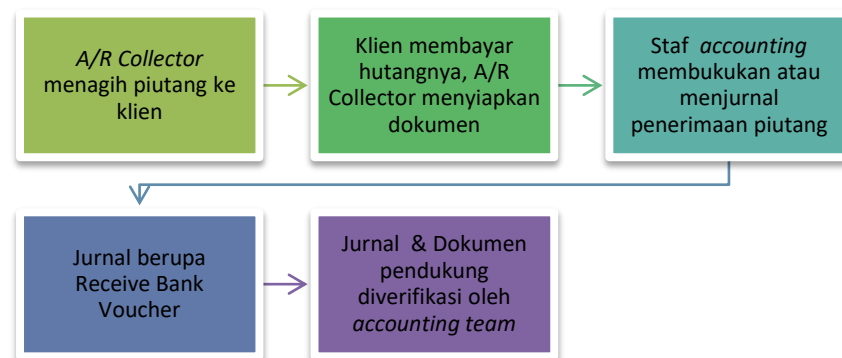 A/R Collector
menagih piutang ke
klien
Klien membayar
hutangnya, A/R
Collector menyiapkan
dokumen
Staf accounting
membukukan atau
menjurnal
penerimaan piutang
Jurnal berupa
Receive Bank
Voucher
Jurnal & Dokumen
pendukung
diverifikasi oleh
accounting team